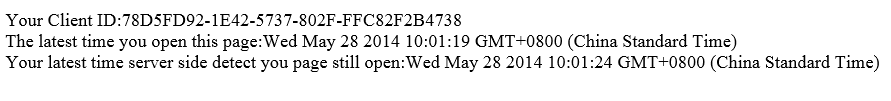 Your Client ID:78D5FD92-1E42-5737-802F-FFC82F2B4738
The latest time you open this page:Wed May 28 2014 10:01:19 GMT+0800 (China Standard Time)
Your latest time server side detect you page still open:Wed May 28 2014 10:01:24 GMT+0800 (China Standard Time)